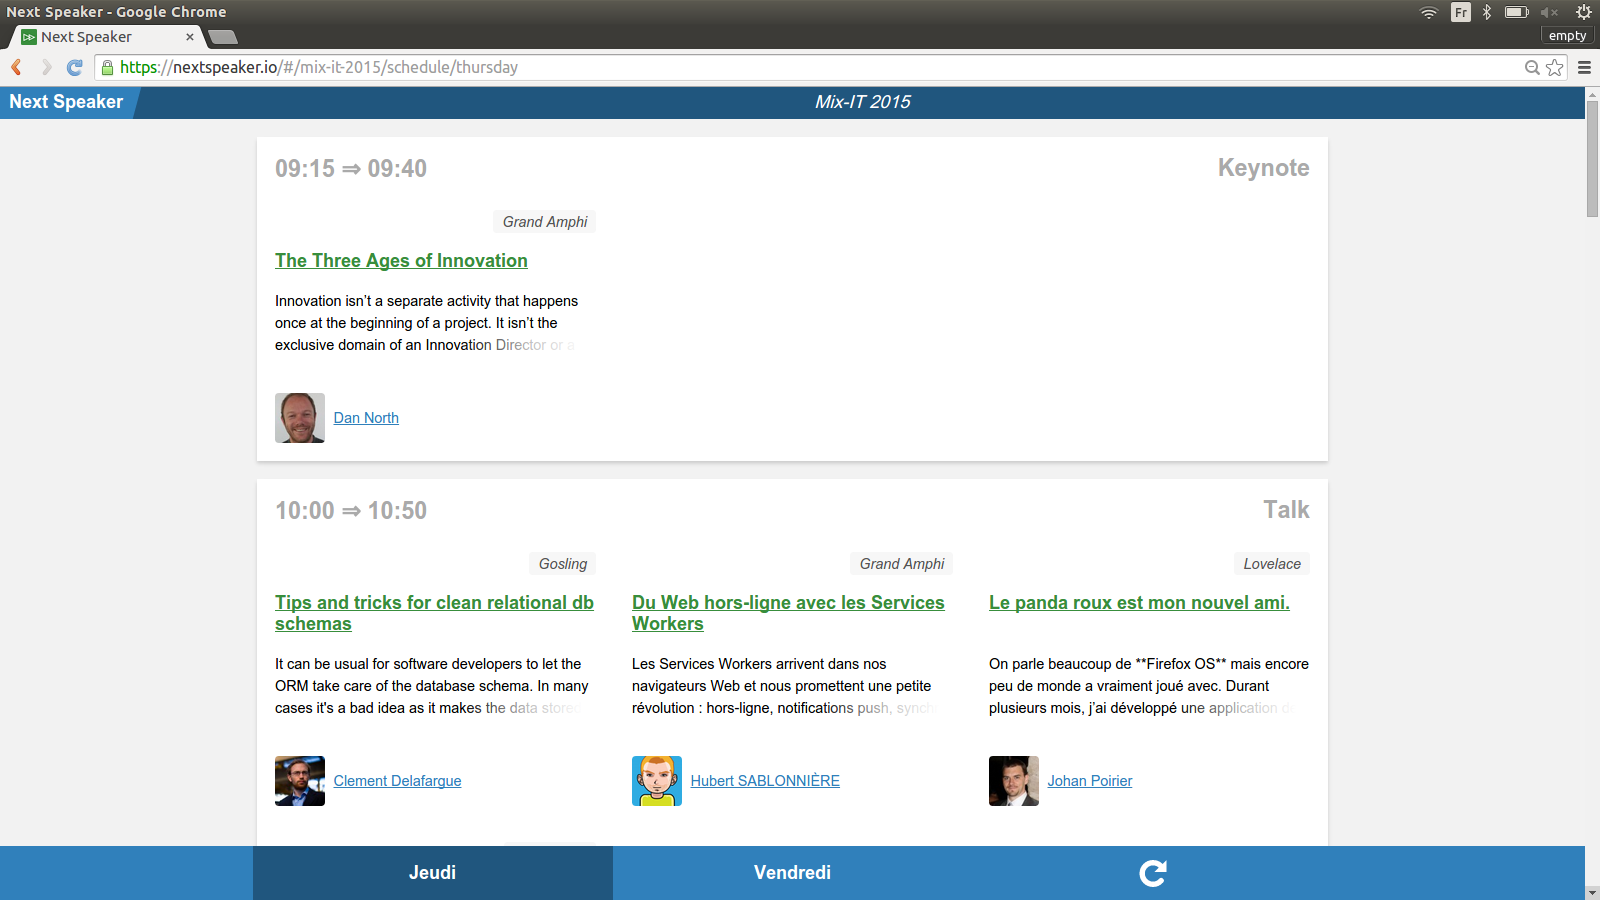 Next Speaker - Google Chrome
Fr
Next Speaker
×
empty
https://nextspeaker.io/#/mix-it-2015/schedule/thursday
Next Speaker
Mix-IT 2015
09:15 ⇒ 09:40
Keynote
Grand Amphi
The Three Ages of Innovation
Innovation isn’t a separate activity that happens
once at the beginning of a project. It isn’t the
exclusive domain of an Innovation Director or a
Dan North
10:00 ⇒ 10:50
Talk
Gosling
Tips and tricks for clean relational db
schemas
It can be usual for software developers to let the
ORM take care of the database schema. In many
cases it's a bad idea as it makes the data stored
Clement Delafargue
Grand Amphi
Du Web hors-ligne avec les Services
Workers
Les Services Workers arrivent dans nos
navigateurs Web et nous promettent une petite
révolution : hors-ligne, notifications push, synch
Hubert SABLONNIÈRE
Lovelace
Le panda roux est mon nouvel ami.
On parle beaucoup de **Firefox OS** mais encore
peu de monde a vraiment joué avec. Durant
plusieurs mois, j’ai développé une application
Johan Poirier
Jeudi
Vendredi